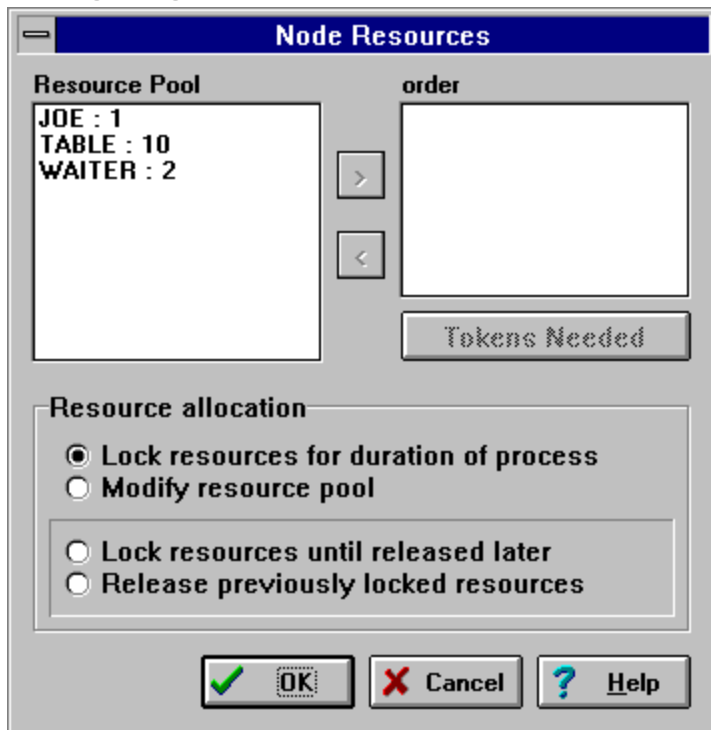 Node Resources
Resource Pool
JOE : 1
TABLE : 10
WAITER : 2
>
<
order
Tokens Needed
Resource allocation
Lock resources for duration of process
Modify resource pool
Lock resources until released later
Release previously locked resources
OK
Cancel
? Help